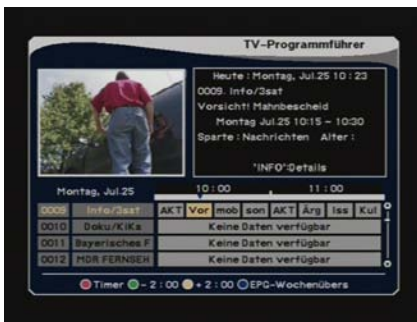 TV-Programmführer
Heute : Montag, Jul.25 10 : 23
0009. Info/3sat
Vorsicht! Mahnbescheid
Montag Jul.25 10:15 ~ 10:30
Sparte : Nachrichten Alter :
"INFO":Details
Montag, Jul.25 10 : 00 11 : 00
0009 Info/3sat AKT Vor mob son AKT Ärg Iss Kul
0010 Doku/KiKa Keine Daten verfügbar
0011 Bayerisches F Keine Daten verfügbar
0012 MDR FERNSEH Keine Daten verfügbar
Timer - 2 : 00 + 2 : 00 EPG-Wochenübers